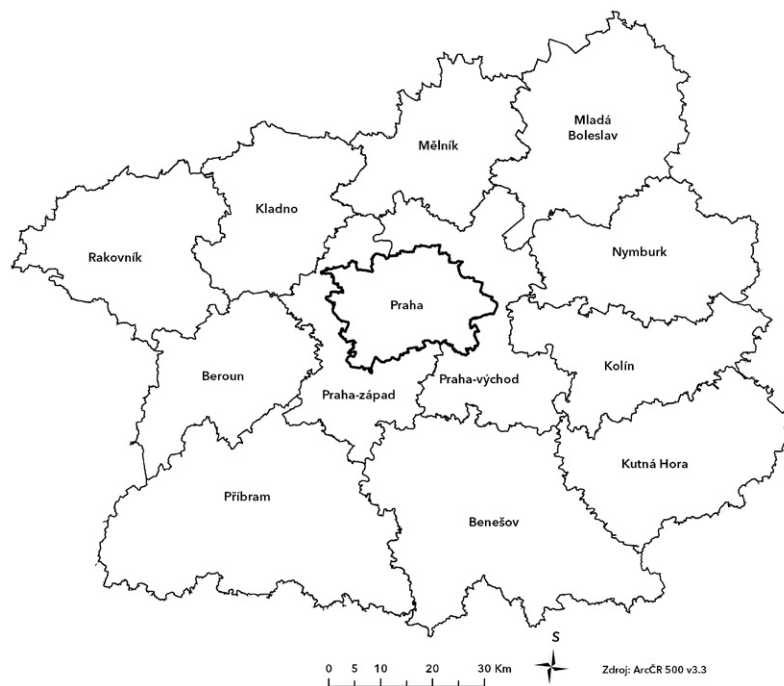 Mladá
Boleslav
Mělník
Kladno
Rakovník
Nymburk
Praha
Kolín
Beroun
Praha-západ
Praha-východ
Kutná Hora
Příbram
Benešov
S
0 5 10 20 30 Km
Zdroj: ArcČR 500 v3.3